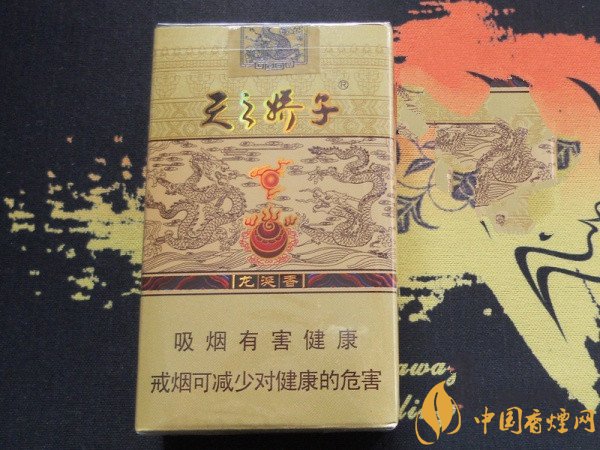 天之娇子®
龙涎香
吸烟有害健康
戒烟可减少对健康的危害
中国香烟网